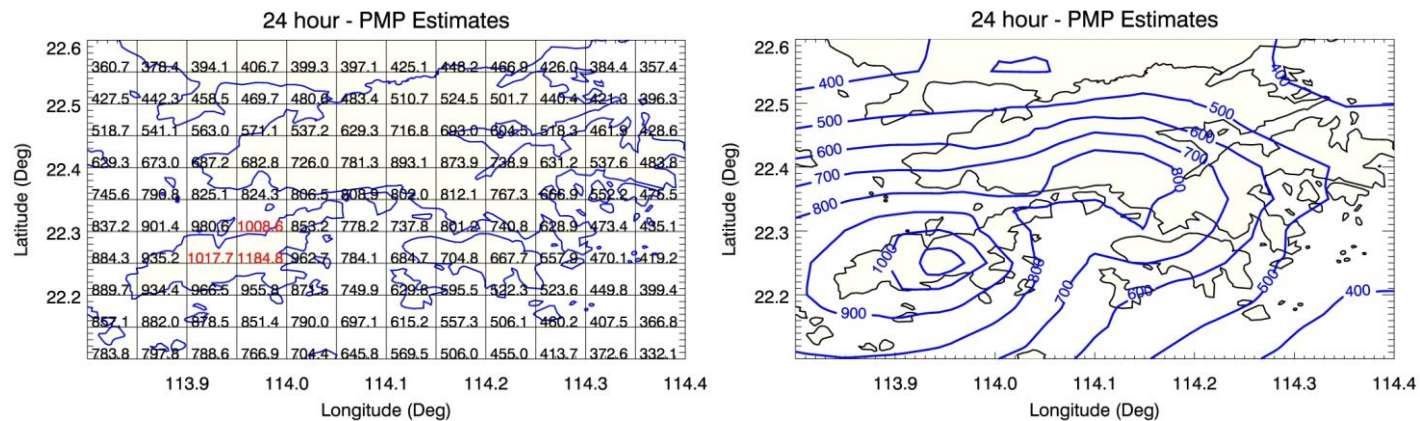 24 hour - PMP Estimates
22.6
360.7 378.4 394.1 406.7 399.3 397.1 425.1 448.2 466.9 426.0 384.4 357.4
22.5
427.5 442.3 458.5 469.7 483.4 510.7 524.5 501.7 440.4 396.3
518.7 541.1 563.0 571.1 537.2 629.3 716.8 693.0 604.5 518.3 461.9 428.6
22.4
629.3 673.0 687.2 682.8 726.0 781.3 893.1 873.9 738.9 631.2 537.6 483.8
745.6 790.8 825.1 824.3 806.5 808.9 802.0 812.1 767.3 666.9 552.2 475.5
22.3
837.2 901.4 980.6 1008.6 853.2 778.2 737.8 801.2 740.8 628.9 473.4 435.1
884.3 935.2 1017.7 1184.8 962.7 784.1 684.7 704.8 667.7 557.9 470.1 419.2
22.2
889.7 934.4 966.5 955.8 749.9 629.8 595.5 522.3 523.6 449.8 399.4
857.1 882.0 878.5 851.4 790.0 697.1 615.2 557.3 506.1 460.2 407.5 366.8
783.8 797.8 788.6 766.9 704.4 645.8 569.5 506.0 455.0 413.7 372.6 332.1
113.9 114.0 114.1 114.2 114.3 114.4
Longitude (Deg)
Latitude (Deg)
24 hour - PMP Estimates
22.6
22.5
22.4
22.3
22.2
400
400
500
500
600
600
700
700
800
800
1000
800
900
700
600
500
400
113.9 114.0 114.1 114.2 114.3 114.4
Longitude (Deg)
Latitude (Deg)